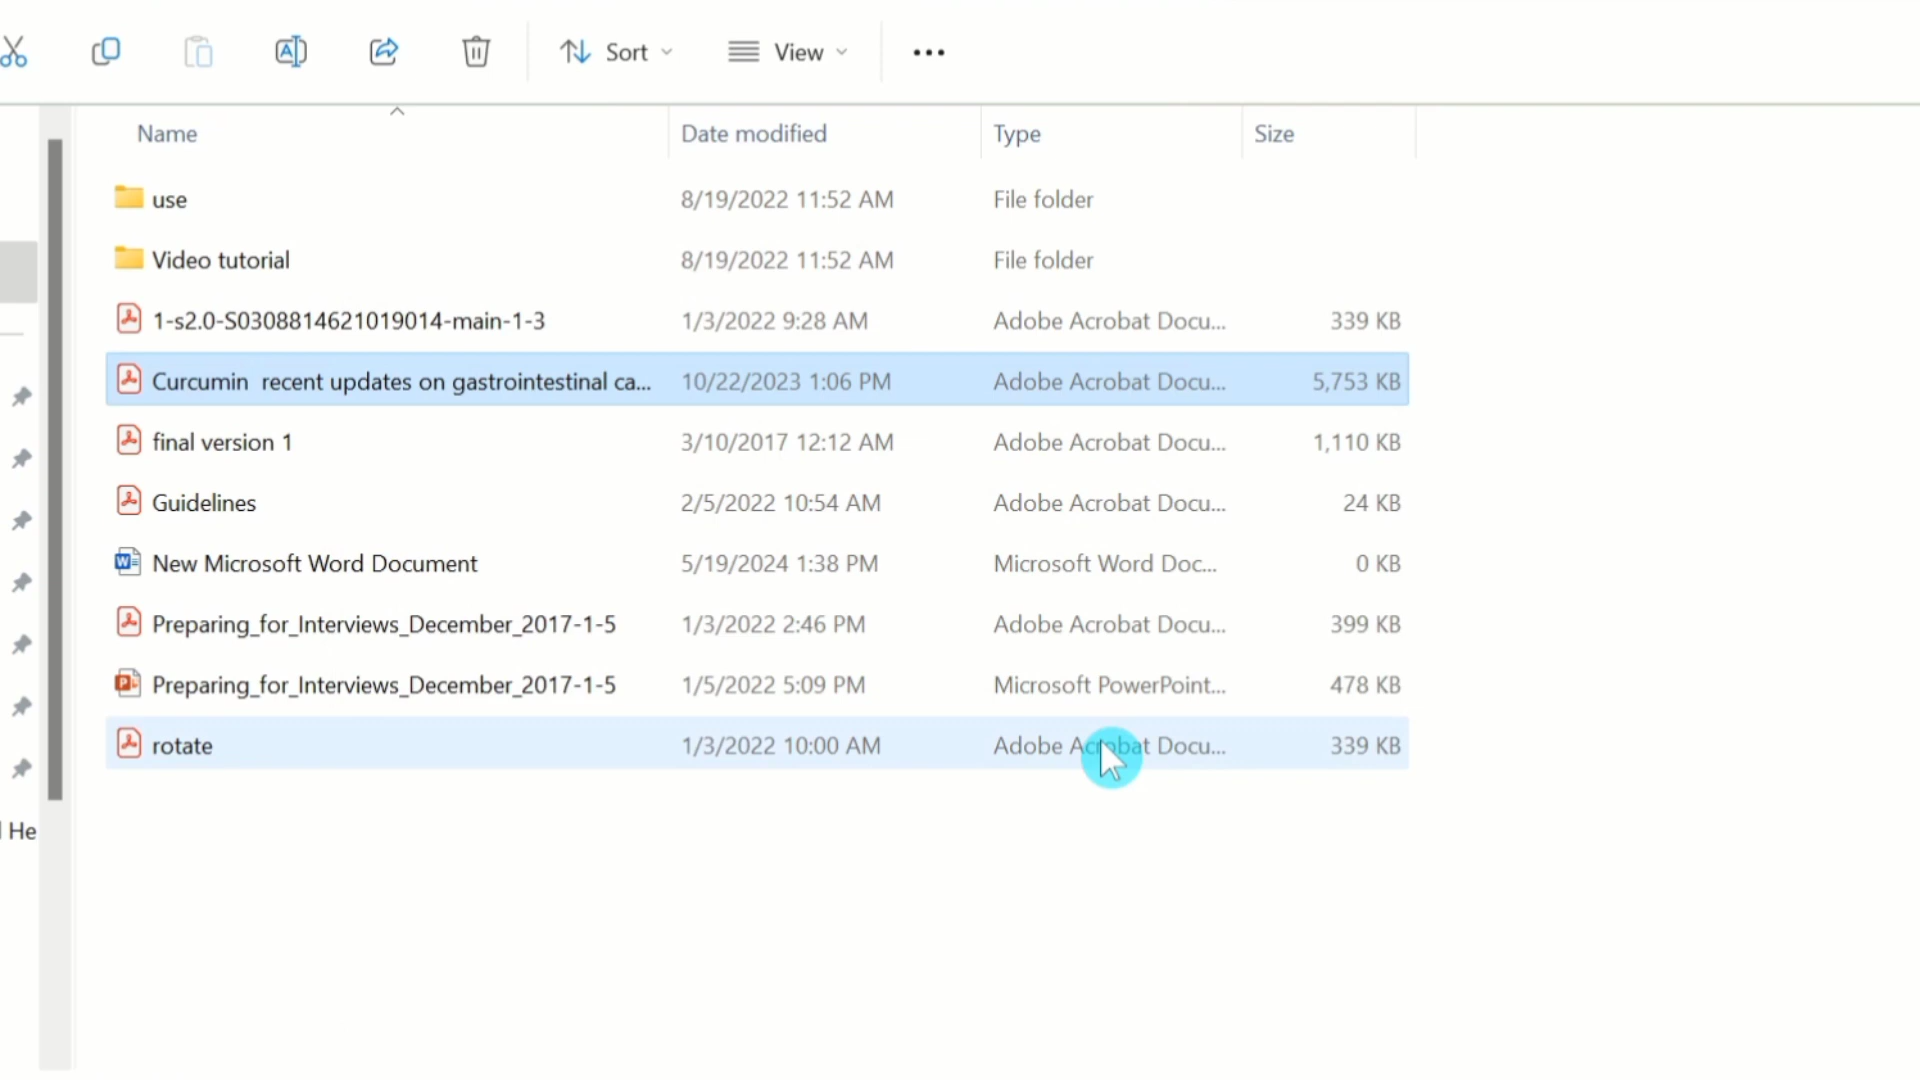 Sort View •••
Name Date modified Type Size
use 8/19/2022 11:52 AM File folder
Video tutorial 8/19/2022 11:52 AM File folder
1-s2.0-S0308814621019014-main-1-3 1/3/2022 9:28 AM Adobe Acrobat Docu... 339 KB
Curcumin  recent updates on gastrointestinal ca... 10/22/2023 1:06 PM Adobe Acrobat Docu... 5,753 KB
final version 1 3/10/2017 12:12 AM Adobe Acrobat Docu... 1,110 KB
Guidelines 2/5/2022 10:54 AM Adobe Acrobat Docu... 24 KB
New Microsoft Word Document 5/19/2024 1:38 PM Microsoft Word Doc... 0 KB
Preparing_for_Interviews_December_2017-1-5 1/3/2022 2:46 PM Adobe Acrobat Docu... 399 KB
Preparing_for_Interviews_December_2017-1-5 1/5/2022 5:09 PM Microsoft PowerPoint... 478 KB
rotate 1/3/2022 10:00 AM Adobe Acrobat Docu... 339 KB
He